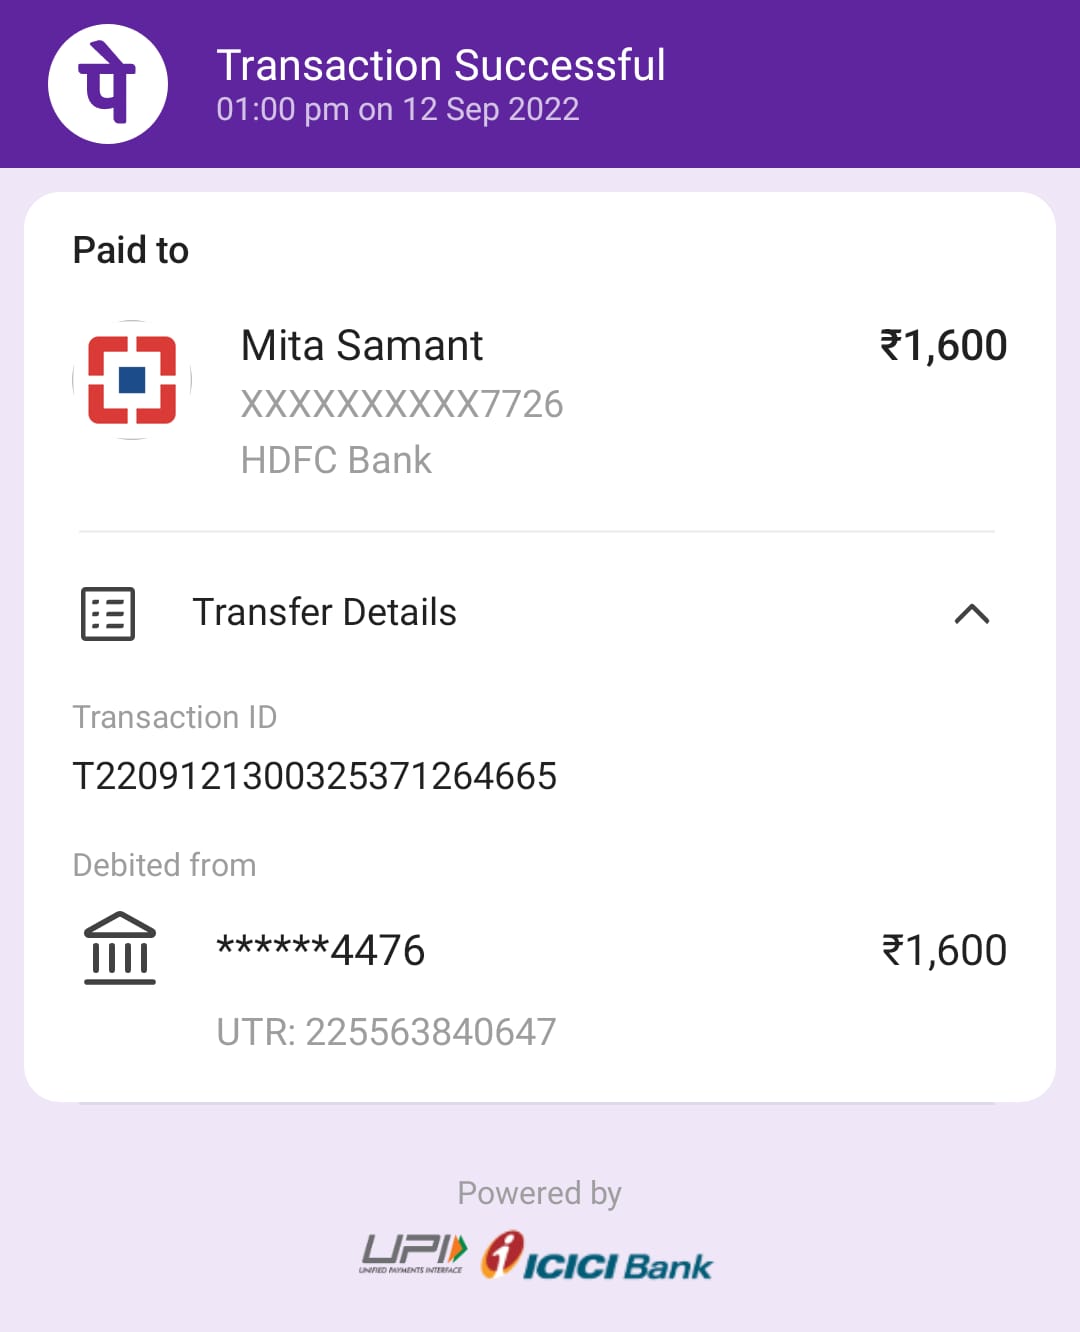 पे
Transaction Successful
01:00 pm on 12 Sep 2022
Paid to
Mita Samant
₹1,600
XXXXXXXXXX7726
HDFC Bank
Transfer Details
Transaction ID
T2209121300325371264665
Debited from
******4476
₹1,600
UTR: 225563840647
Powered by
UPI
UNIFIED PAYMENTS INTERFACE
ICICI Bank